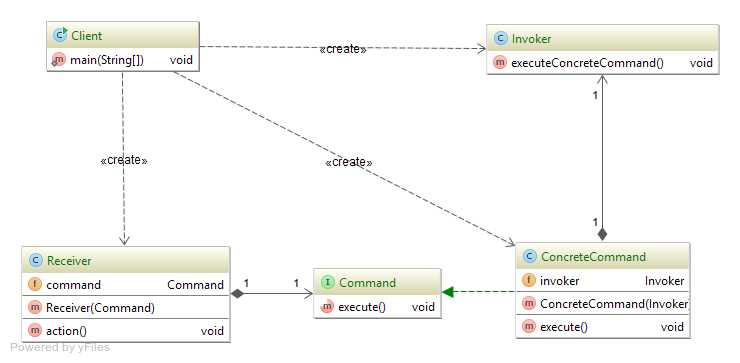 Client
main(String[]) void
Invoker
executeConcreteCommand() void
«create»
1
«create»
«create»
1
Receiver
command Command
Receiver(Command)
action() void
1 1
Command
execute() void
ConcreteCommand
invoker Invoker
ConcreteCommand(Invoker
execute() void
Powered by yFiles